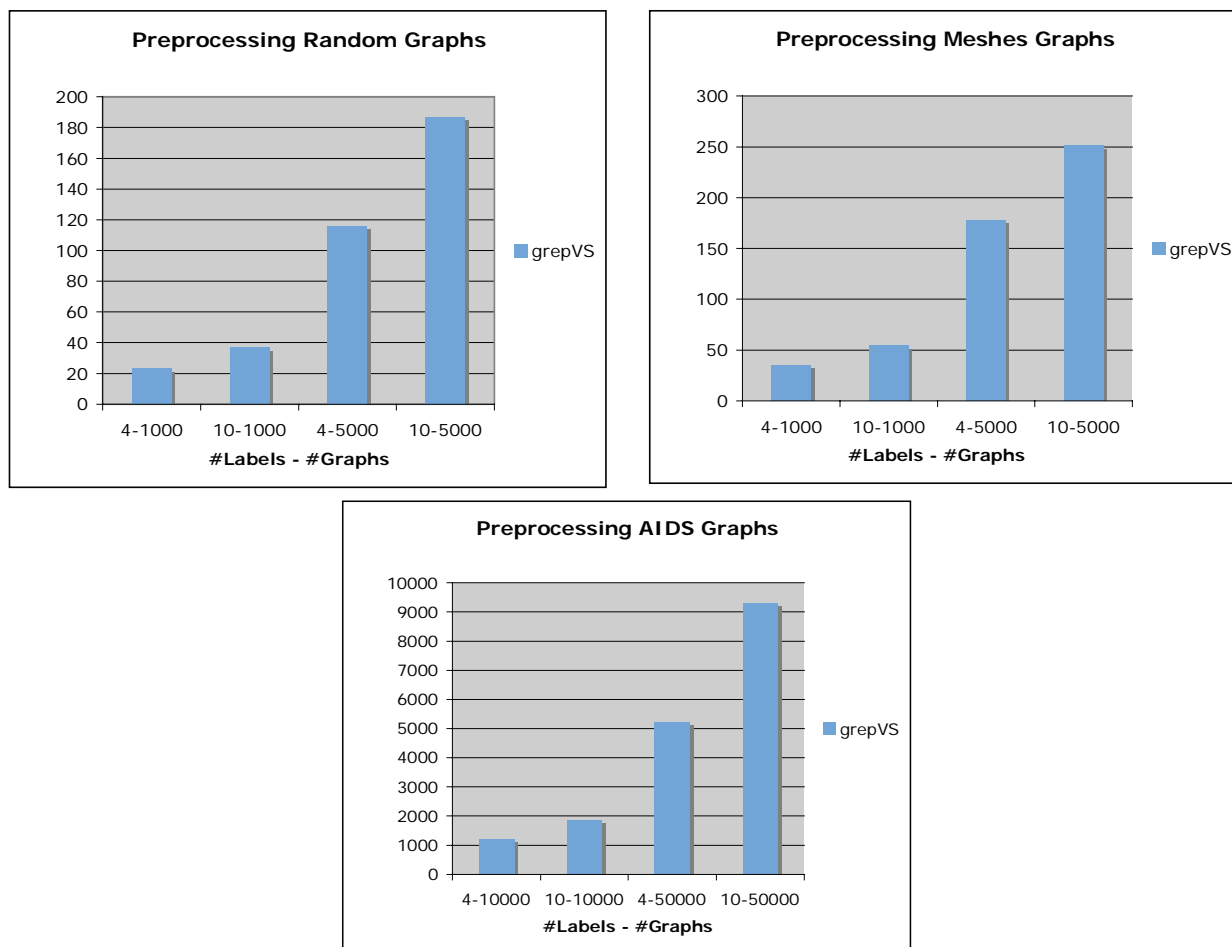 Preprocessing Random Graphs
200
180
160
140
120
100
80
60
40
20
0
4-1000 10-1000 4-5000 10-5000
#Labels - #Graphs
grepVS
Preprocessing Meshes Graphs
300
250
200
150
100
50
0
4-1000 10-1000 4-5000 10-5000
#Labels - #Graphs
grepVS
Preprocessing AIDS Graphs
10000
9000
8000
7000
6000
5000
4000
3000
2000
1000
0
4-10000 10-10000 4-50000 10-50000
#Labels - #Graphs
grepVS